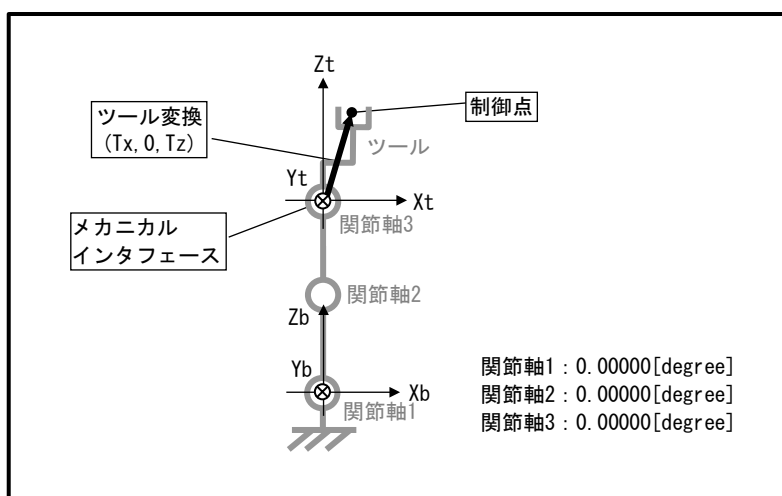 Zt
ツール変換
(Tx, 0, Tz)
制御点
ツール
Yt
Xt
メカニカル
インタフェース
関節軸3
関節軸2
Zb
Yb
Xb
関節軸1
関節軸1 : 0.00000[degree]
関節軸2 : 0.00000[degree]
関節軸3 : 0.00000[degree]